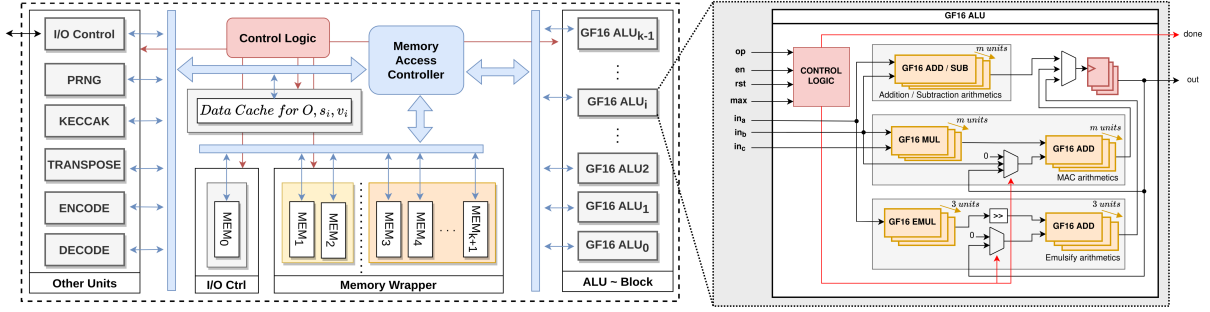 I/O Control
PRNG
KECCAK
TRANSPOSE
ENCODE
DECODE
Other Units
Control Logic
Memory
Access
Controller
Data Cache for O, s_i, v_i
MEM_0
I/O Ctrl
MEM_1
MEM_2
MEM_3
MEM_4
. . .
MEM_{k+1}
Memory Wrapper
GF16 ALU_{k-1}
GF16 ALU_i
GF16 ALU2
GF16 ALU_1
GF16 ALU_0
ALU ~ Block
GF16 ALU
op
en
rst
max
in_a
in_b
in_c
CONTROL
LOGIC
done
out
m units
GF16 ADD / SUB
Addition / Subtraction arithmetics
m units
GF16 MUL
0
m units
GF16 ADD
MAC arithmetics
3 units
GF16 EMUL
>>
0
3 units
GF16 ADD
Emulsify arithmetics